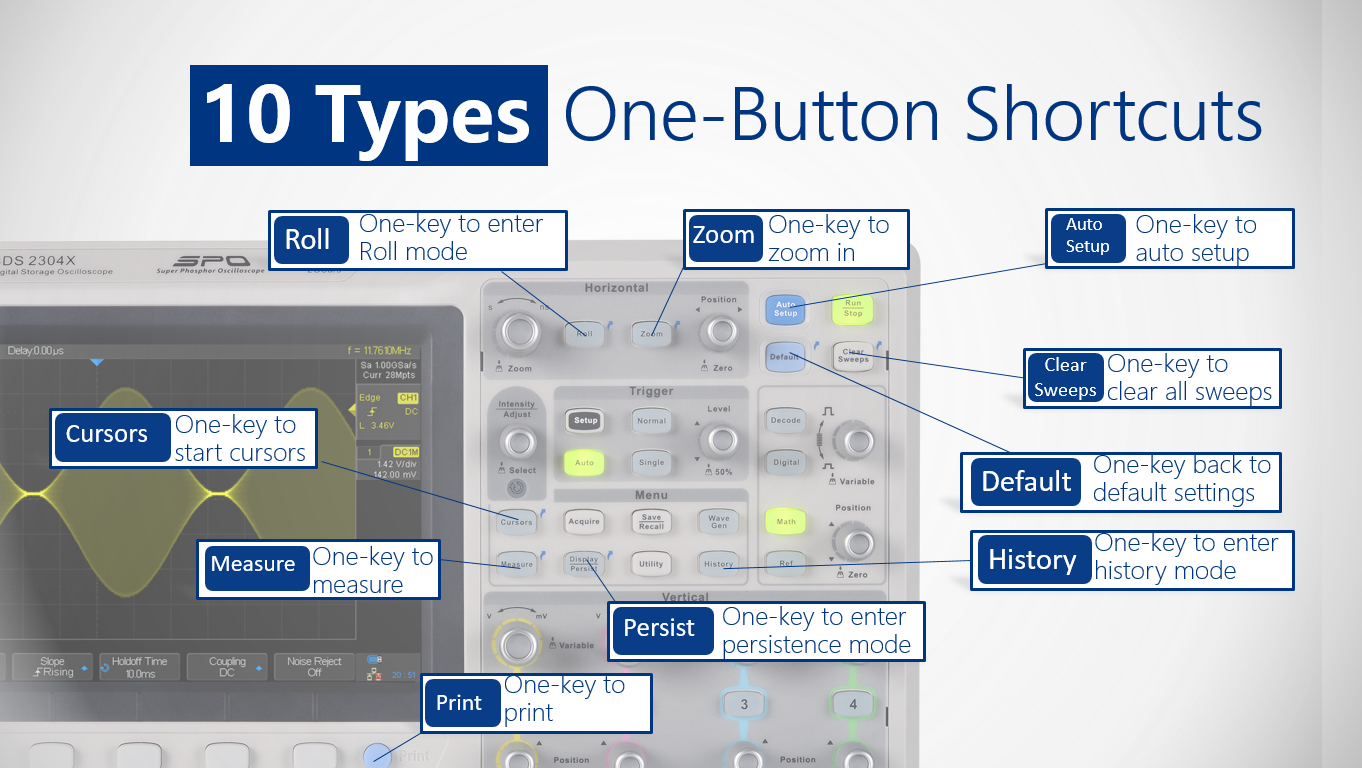 10 Types One-Button Shortcuts
Roll
One-key to enter
Roll mode
Zoom
One-key to
zoom in
Auto
Setup
One-key to
auto setup
DS 2304X
gital Storage Oscilloscope
SPO
Super Phosphor Oscilloscope
Horizontal
Position
S
ns
Roll
Zoom
Auto
Setup
Run
Stop
Zoom
Zero
Default
Clear
Sweeps
Clear
Sweeps
One-key to
clear all sweeps
Delay:0.00µs
f = 11.7610MHz
Sa 1.00GSa/s
Curr 28Mpts
Edge CH1
DC
L 3.46V
1 DC1M
1.42 V/div
142.00 mV
Cursors
One-key to
start cursors
Intensity
Adjust
Select
Trigger
Setup
Normal
Level
Auto
Single
50%
Decode
Digital
Variable
Default
One-key back to
default settings
Menu
Position
Cursors
Acquire
Save
Recall
Wave
Gen
Math
Measure
Display
Persist
Utility
History
Ref
Zero
Measure
One-key to
measure
History
One-key to enter
history mode
Vertical
V
mV
V
Variable
Persist
One-key to enter
persistence mode
Slope
Rising
Holdoff Time
10.0ms
Coupling
DC
Noise Reject
Off
20:51
Print
One-key to
print
3
4
Print
Position
Position